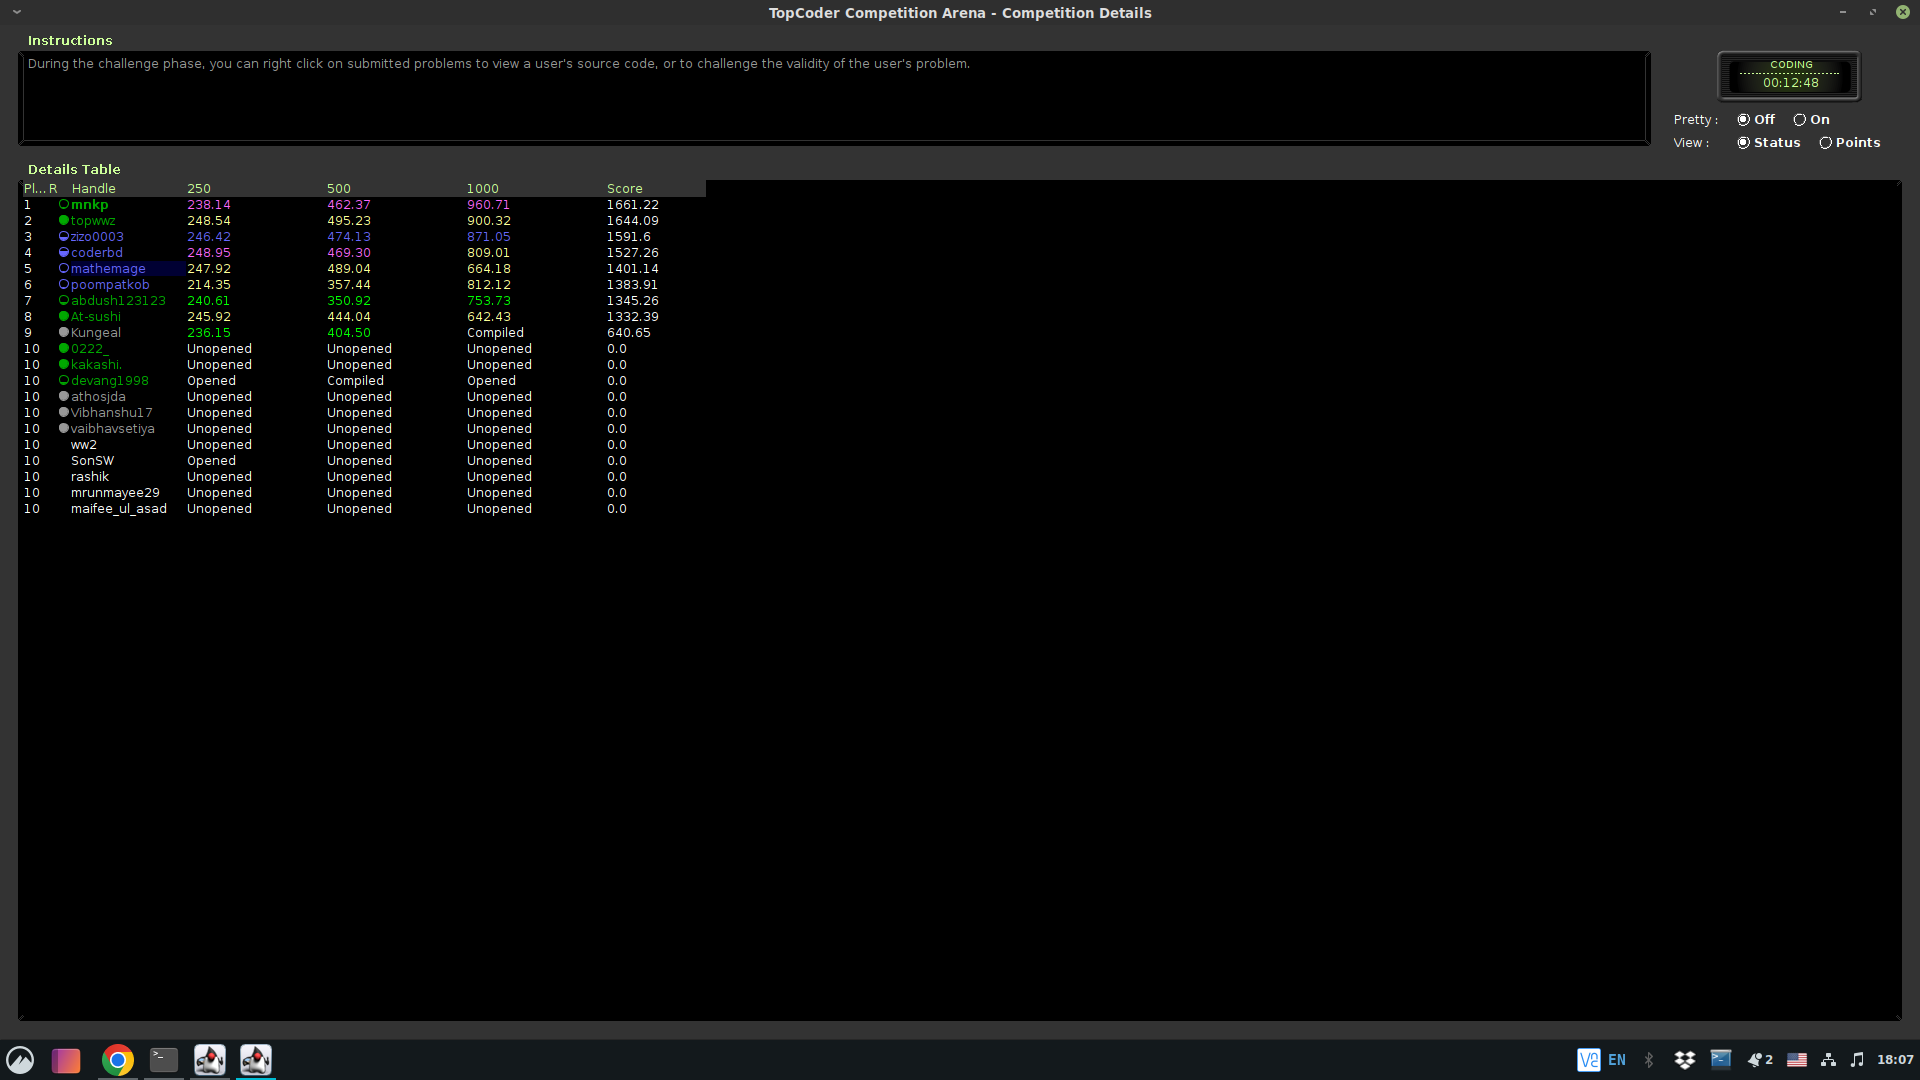 TopCoder Competition Arena - Competition Details
Instructions
During the challenge phase, you can right click on submitted problems to view a user's source code, or to challenge the validity of the user's problem.
CODING
00:12:48
Pretty : Off On
View : Status Points
Details Table
Pl... R Handle 250 500 1000 Score
1 mnkp 238.14 462.37 960.71 1661.22
2 topwwz 248.54 495.23 900.32 1644.09
3 zizo0003 246.42 474.13 871.05 1591.6
4 coderbd 248.95 469.30 809.01 1527.26
5 mathemage 247.92 489.04 664.18 1401.14
6 poompatkob 214.35 357.44 812.12 1383.91
7 abdush123123 240.61 350.92 753.73 1345.26
8 At-sushi 245.92 444.04 642.43 1332.39
9 Kungeal 236.15 404.50 Compiled 640.65
10 0222_ Unopened Unopened Unopened 0.0
10 kakashi. Unopened Unopened Unopened 0.0
10 devang1998 Opened Compiled Opened 0.0
10 athosjda Unopened Unopened Unopened 0.0
10 Vibhanshu17 Unopened Unopened Unopened 0.0
10 vaibhavsetiya Unopened Unopened Unopened 0.0
10 ww2 Unopened Unopened Unopened 0.0
10 SonSW Opened Unopened Unopened 0.0
10 rashik Unopened Unopened Unopened 0.0
10 mrunmayee29 Unopened Unopened Unopened 0.0
10 maifee_ul_asad Unopened Unopened Unopened 0.0
EN 2 18:07